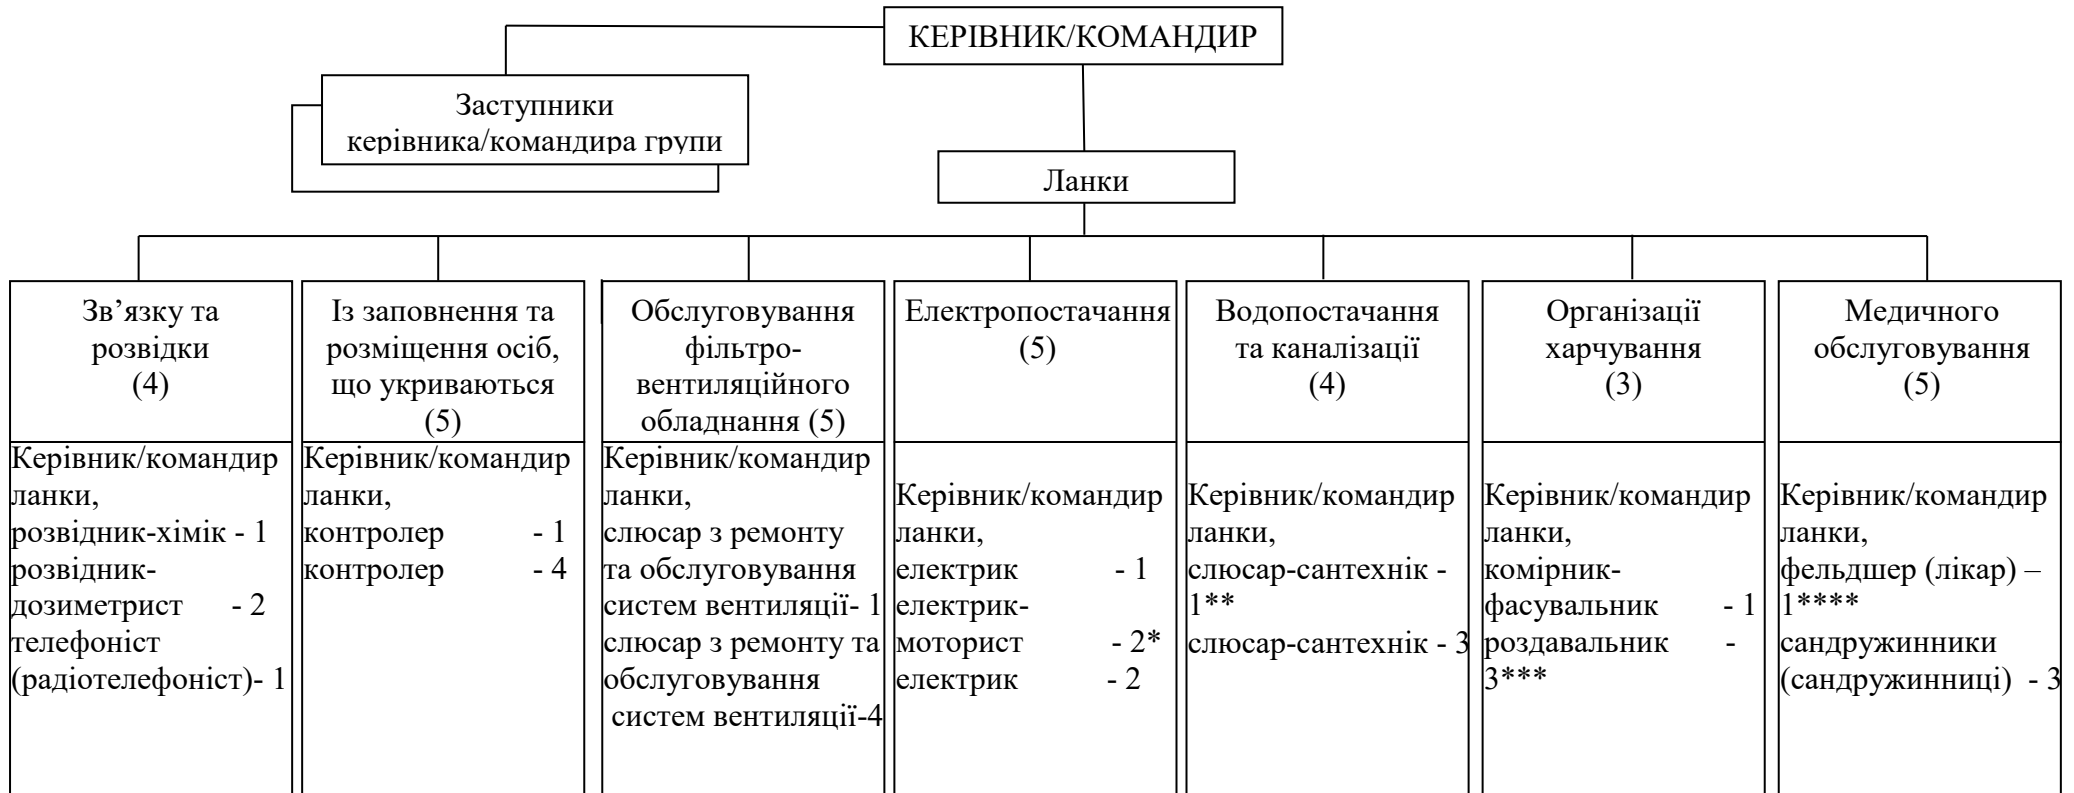 КЕРІВНИК/КОМАНДИР
Заступники
керівника/командира групи
Ланки
Зв’язку та
розвідки
(4)
Керівник/командир
ланки,
розвідник-хімік - 1
розвідник-
дозиметрист - 2
телефоніст
(радіотелефоніст)- 1
Із заповнення та
розміщення осіб,
що укриваються
(5)
Керівник/командир
ланки,
контролер - 1
контролер - 4
Обслуговування
фільтро-
вентиляційного
обладнання (5)
Керівник/командир
ланки,
слюсар з ремонту
та обслуговування
систем вентиляції- 1
слюсар з ремонту та
обслуговування
систем вентиляції-4
Електропостачання
(5)
Керівник/командир
ланки,
електрик - 1
електрик-
моторист - 2*
електрик - 2
Водопостачання
та каналізації
(4)
Керівник/командир
ланки,
слюсар-сантехнік -
1**
слюсар-сантехнік - 3
Організації
харчування
(3)
Керівник/командир
ланки,
комірник-
фасувальник - 1
роздавальник -
3***
Медичного
обслуговування
(5)
Керівник/командир
ланки,
фельдшер (лікар) –
1****
сандружинники
(сандружинниці) - 3